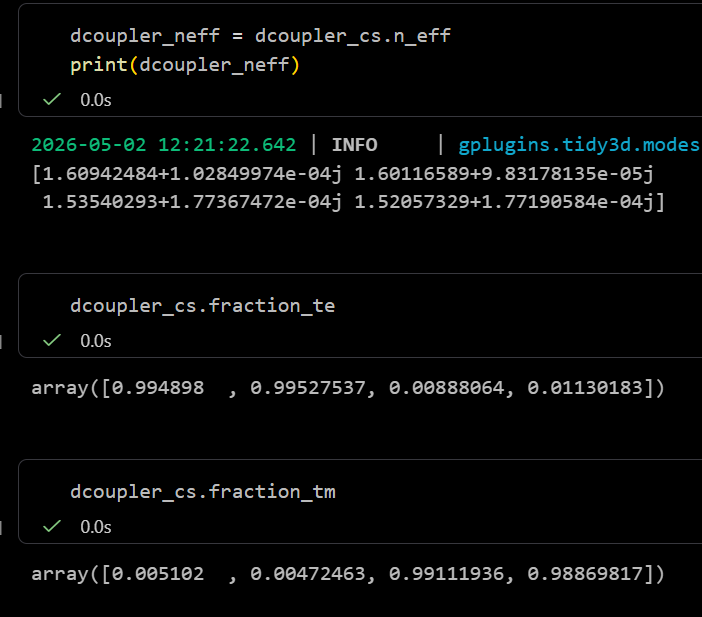 dcoupler_neff = dcoupler_cs.n_eff
print(dcoupler_neff)
0.0s
2026-05-02 12:21:22.642 | INFO     | gplugins.tidy3d.modes
[1.60942484+1.02849974e-04j 1.60116589+9.83178135e-05j
 1.53540293+1.77367472e-04j 1.52057329+1.77190584e-04j]
dcoupler_cs.fraction_te
0.0s
array([0.994898  , 0.99527537, 0.00888064, 0.01130183])
dcoupler_cs.fraction_tm
0.0s
array([0.005102  , 0.00472463, 0.99111936, 0.98869817])